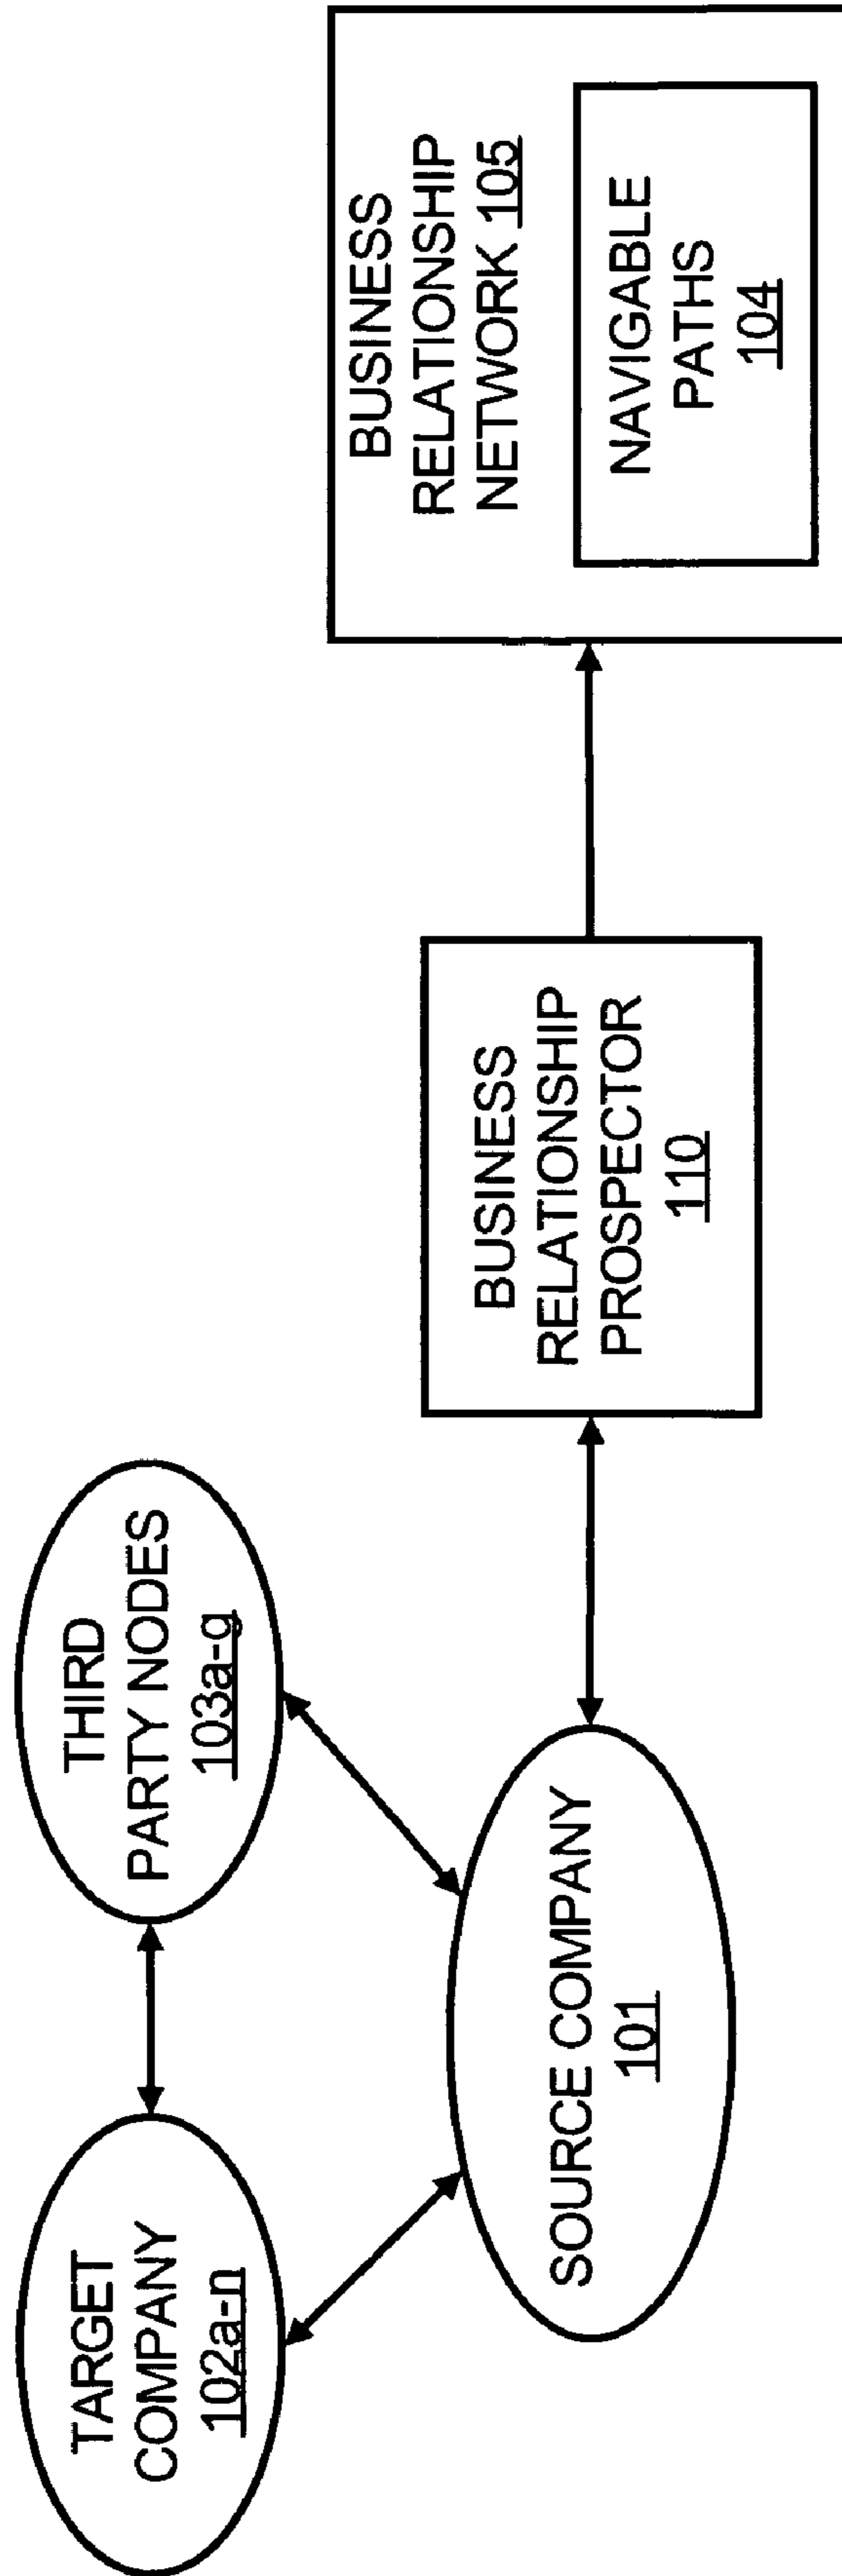 TARGET
COMPANY
102a-n
THIRD
PARTY NODES
103a-q
SOURCE COMPANY
101
BUSINESS
RELATIONSHIP
PROSPECTOR
110
BUSINESS
RELATIONSHIP
NETWORK 105
NAVIGABLE
PATHS
104